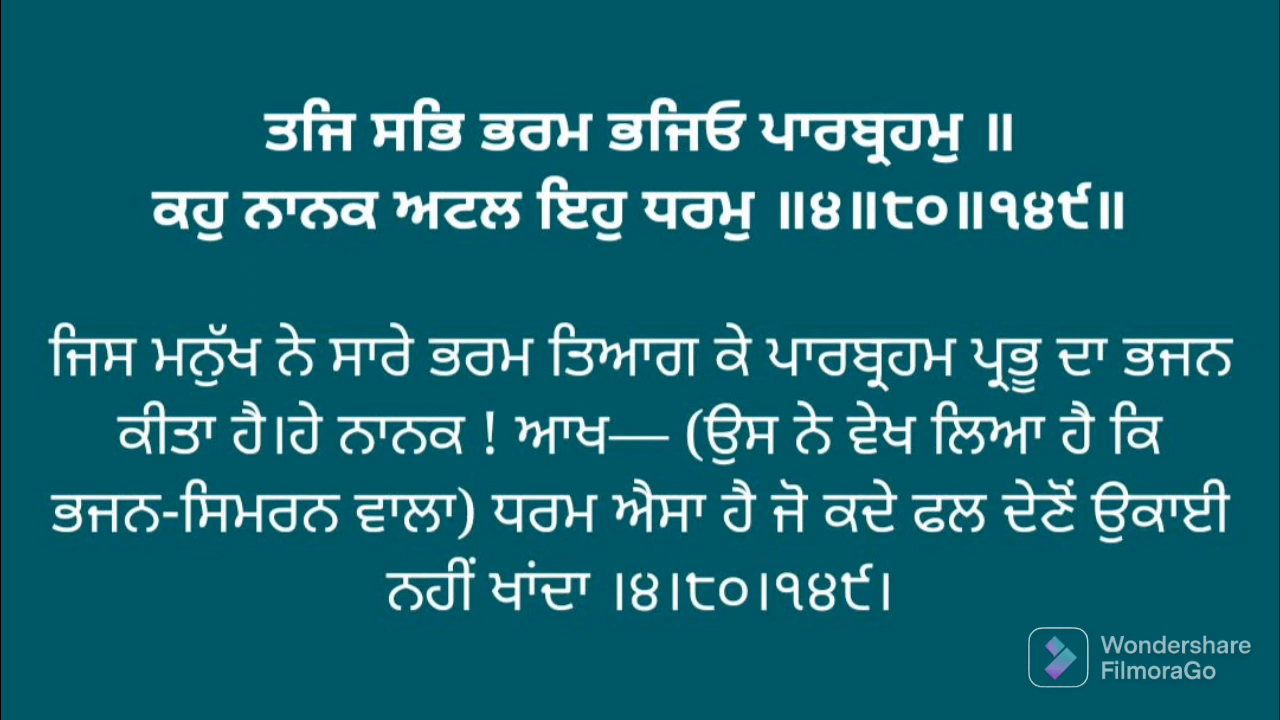 ਤਜਿ ਸਭਿ ਭਰਮ ਭਜਿਓ ਪਾਰਬ੍ਰਹਮੁ ॥
ਕਹੁ ਨਾਨਕ ਅਟਲ ਇਹੁ ਧਰਮੁ ॥੪॥੮੦॥੧੪੯॥
ਜਿਸ ਮਨੁੱਖ ਨੇ ਸਾਰੇ ਭਰਮ ਤਿਆਗ ਕੇ ਪਾਰਬ੍ਰਹਮ ਪ੍ਰਭੂ ਦਾ ਭਜਨ
ਕੀਤਾ ਹੈ।ਹੇ ਨਾਨਕ ! ਆਖ— (ਉਸ ਨੇ ਵੇਖ ਲਿਆ ਹੈ ਕਿ
ਭਜਨ-ਸਿਮਰਨ ਵਾਲਾ) ਧਰਮ ਐਸਾ ਹੈ ਜੋ ਕਦੇ ਫਲ ਦੇਣੋਂ ਉਕਾਈ
ਨਹੀਂ ਖਾਂਦਾ ।੪।੮੦।੧੪੯।
Wondershare
FilmoraGo